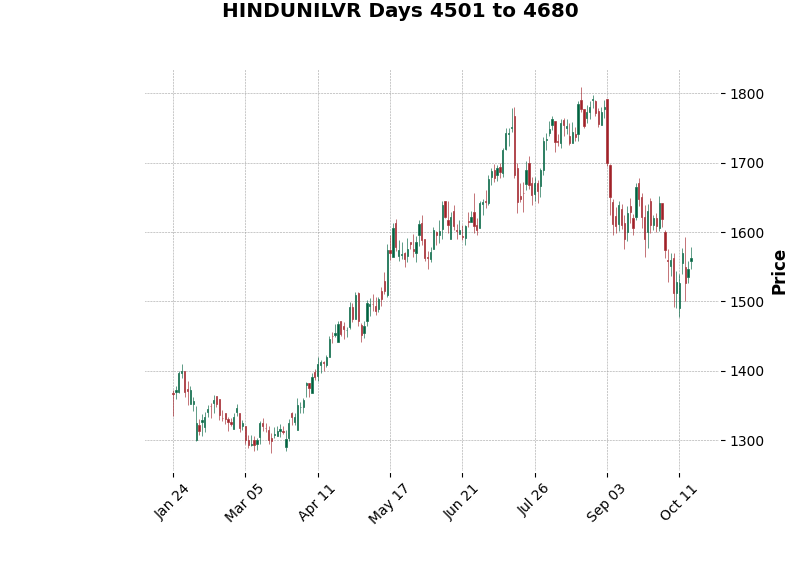 HINDUNILVR Days 4501 to 4680
1800
1700
1600
1500
1400
1300
Price
Jan 24
Mar 05
Apr 11
May 17
Jun 21
Jul 26
Sep 03
Oct 11